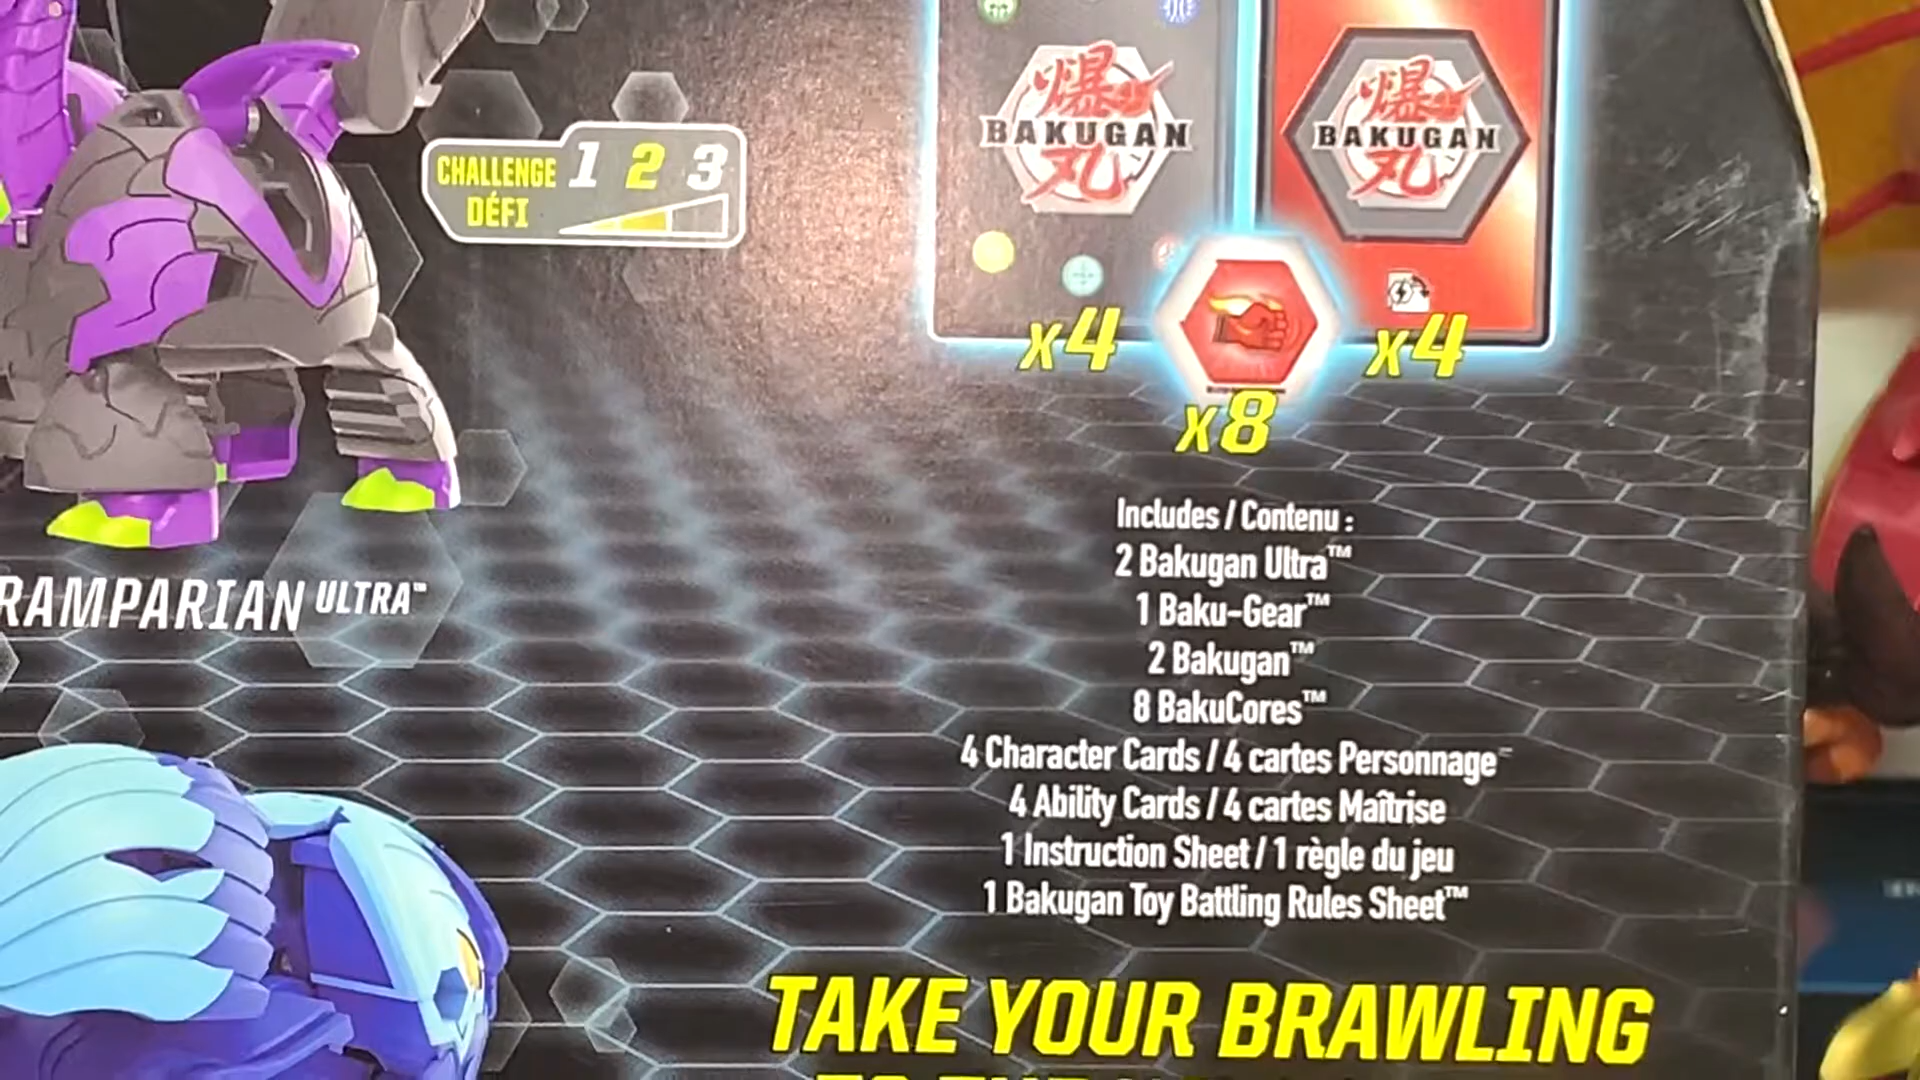 爆
BAKUGAN
丸
爆
BAKUGAN
丸
CHALLENGE 1 2 3
DÉFI
x4
x4
x8
Includes / Contenu :
2 Bakugan Ultra™
1 Baku-Gear™
2 Bakugan™
8 BakuCores™
RAMPARIAN ULTRA™
4 Character Cards / 4 cartes Personnage
4 Ability Cards / 4 cartes Maîtrise
1 Instruction Sheet / 1 règle du jeu
1 Bakugan Toy Battling Rules Sheet™
TAKE YOUR BRAWLING